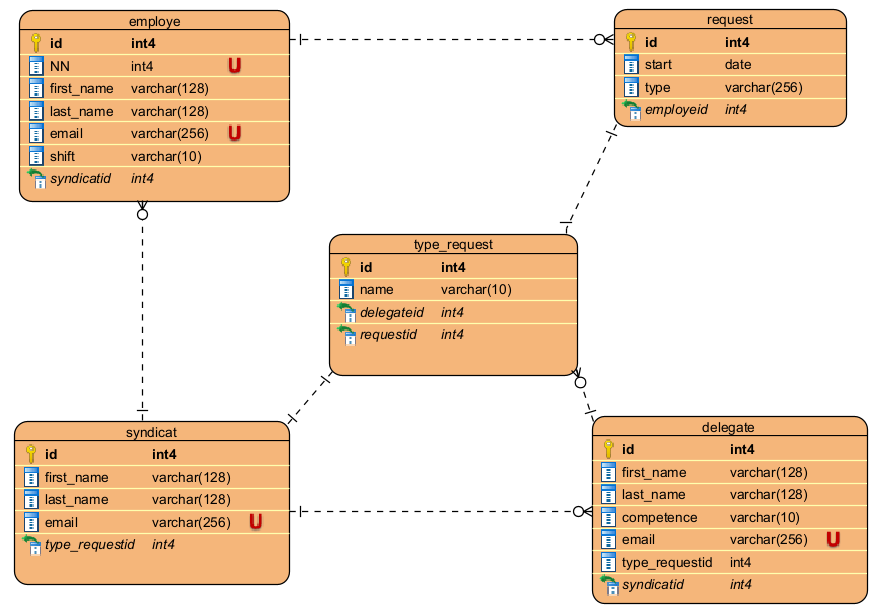 employe
id int4
NN int4 U
first_name varchar(128)
last_name varchar(128)
email varchar(256) U
shift varchar(10)
syndicatid int4
request
id int4
start date
type varchar(256)
employeid int4
type_request
id int4
name varchar(10)
delegateid int4
requestid int4
syndicat
id int4
first_name varchar(128)
last_name varchar(128)
email varchar(256) U
type_requestid int4
delegate
id int4
first_name varchar(128)
last_name varchar(128)
competence varchar(10)
email varchar(256) U
type_requestid int4
syndicatid int4